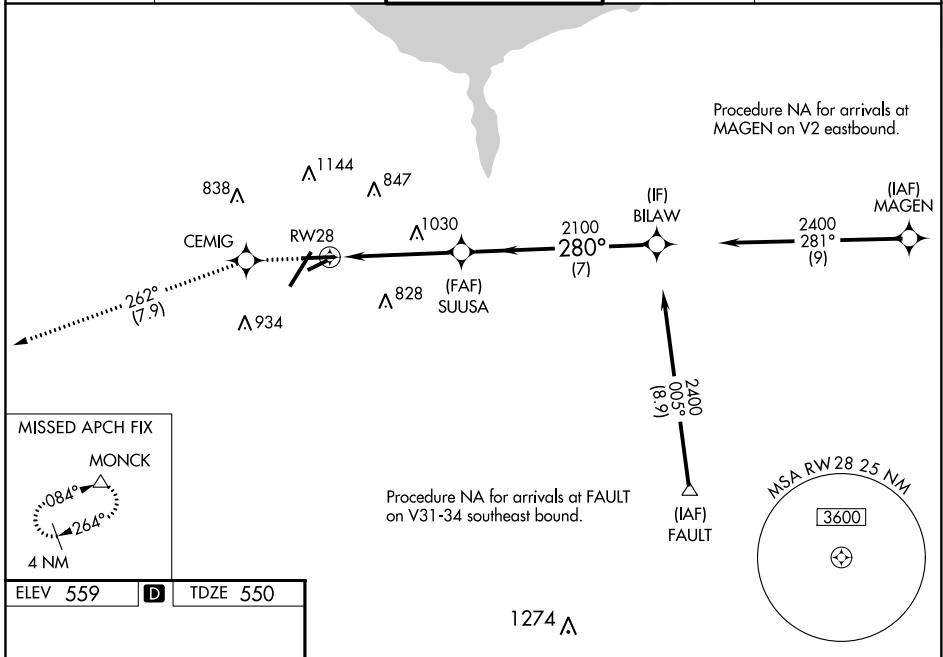 Procedure NA for arrivals at
MAGEN on V2 eastbound.
1144
838
847
(IAF)
MAGEN
(IF)
BILAW
1030
2100
280°
(7)
2400
281°
(9)
CEMIG
RW28
(FAF)
SUUSA
262°
(7.9)
828
934
2400
005°
(8.9)
MISSED APCH FIX
MONCK
084°
264°
4 NM
Procedure NA for arrivals at FAULT
on V31-34 southeast bound.
(IAF)
FAULT
MSA RW 28 25 NM
3600
ELEV 559 D TDZE 550
1274